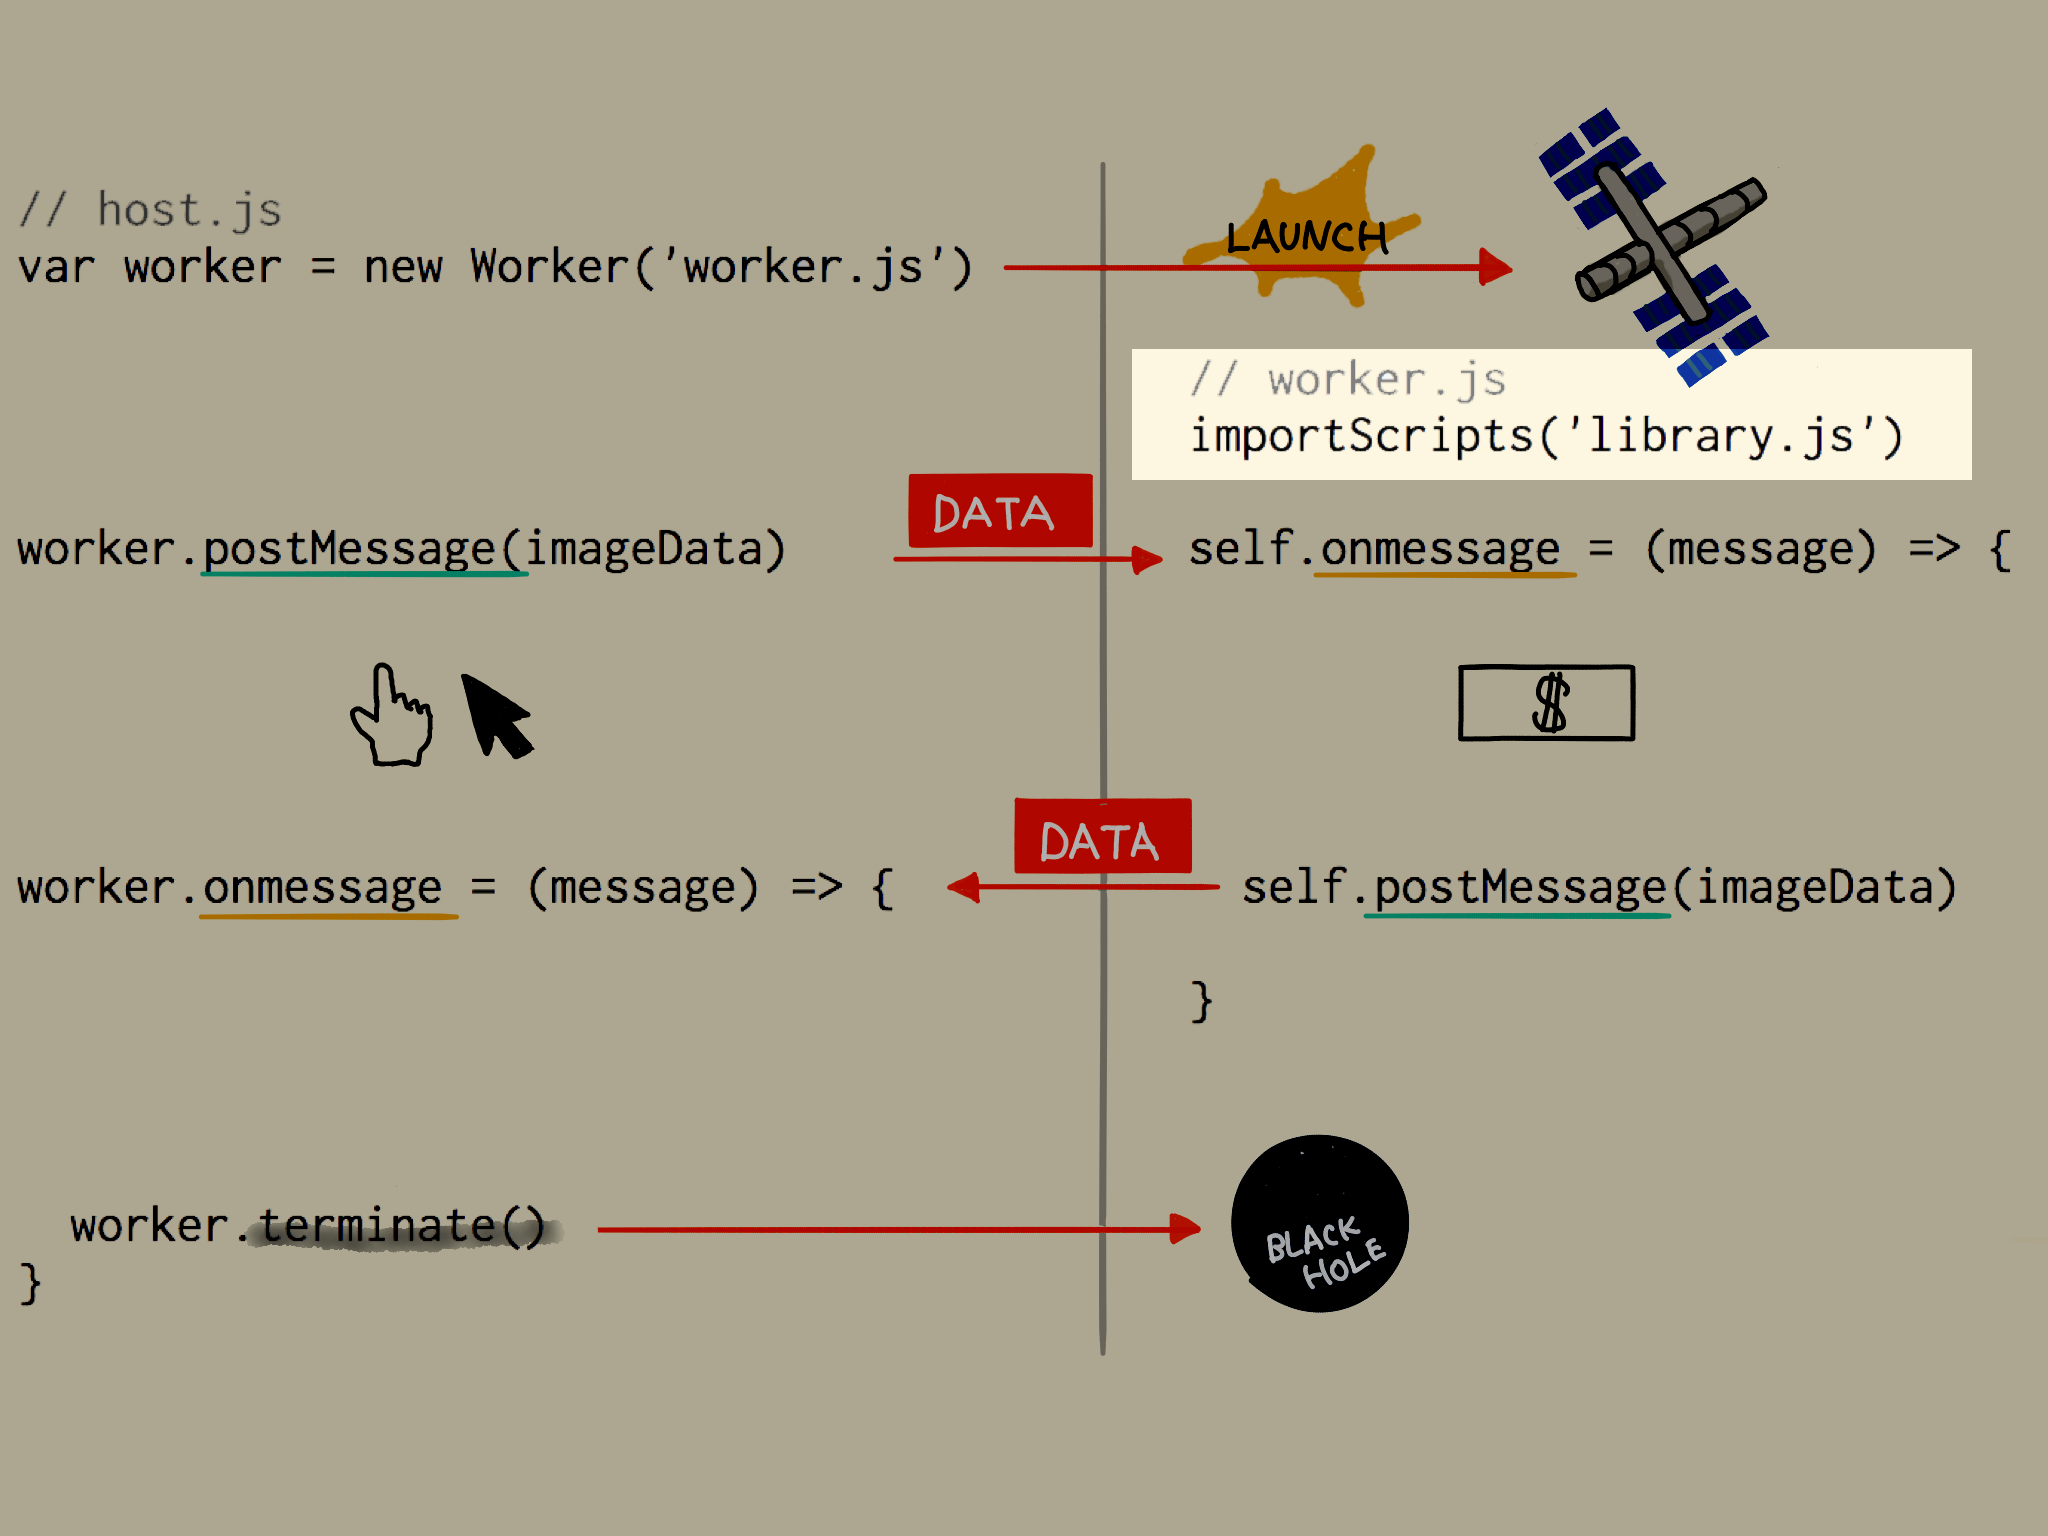 // host.js
var worker = new Worker('worker.js')
LAUNCH
// worker.js
importScripts('library.js')
DATA
worker.postMessage(imageData)
self.onmessage = (message) => {
$
DATA
worker.onmessage = (message) => {
self.postMessage(imageData)
}
worker.terminate()
}
BLACK
HOLE